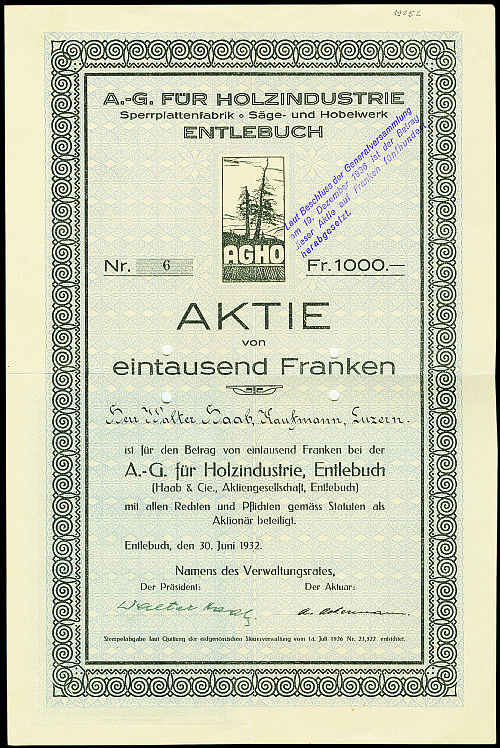 19252
A.-G. FÜR HOLZINDUSTRIE
Sperrplattenfabrik • Säge- und Hobelwerk
ENTLEBUCH
Laut Beschluss der Generalversammlung
vom 19. Dezember 1936 ist der Betrag
dieser Aktie auf Franken fünfhundert
herabgesetzt.
AGHO
Nr. 6
Fr. 1000.—
AKTIE
von
eintausend Franken
Herr Walter Haab, Kaufmann, Luzern.
ist für den Betrag von eintausend Franken bei der
A.-G. für Holzindustrie, Entlebuch
(Haab & Cie., Aktiengesellschaft, Entlebuch)
mit allen Rechten und Pflichten gemäss Statuten als
Aktionär beteiligt.
Entlebuch, den 30. Juni 1932.
Namens des Verwaltungsrates,
Der Präsident:
Der Aktuar:
Walter Haab.
A. Ackermann.
Stempelabgabe laut Quittung der eidgenössischen Steuerverwaltung vom 14. Juli 1926 Nr. 21,322 entrichtet.